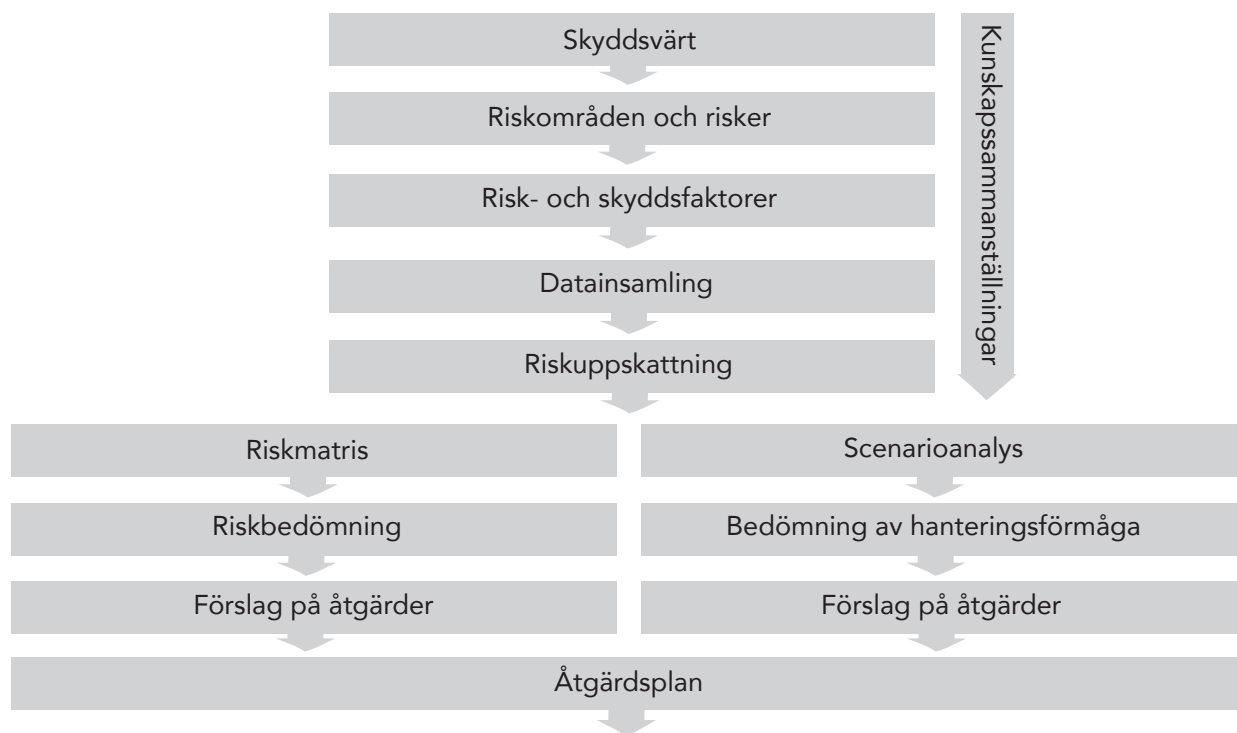 Skyddsvärt
Riskområden och risker
Risk- och skyddsfaktorer
Datainsamling
Riskuppskattning
Kunskapssammanställningar
Riskmatris
Scenarioanalys
Riskbedömning
Bedömning av hanteringsförmåga
Förslag på åtgärder
Förslag på åtgärder
Åtgärdsplan